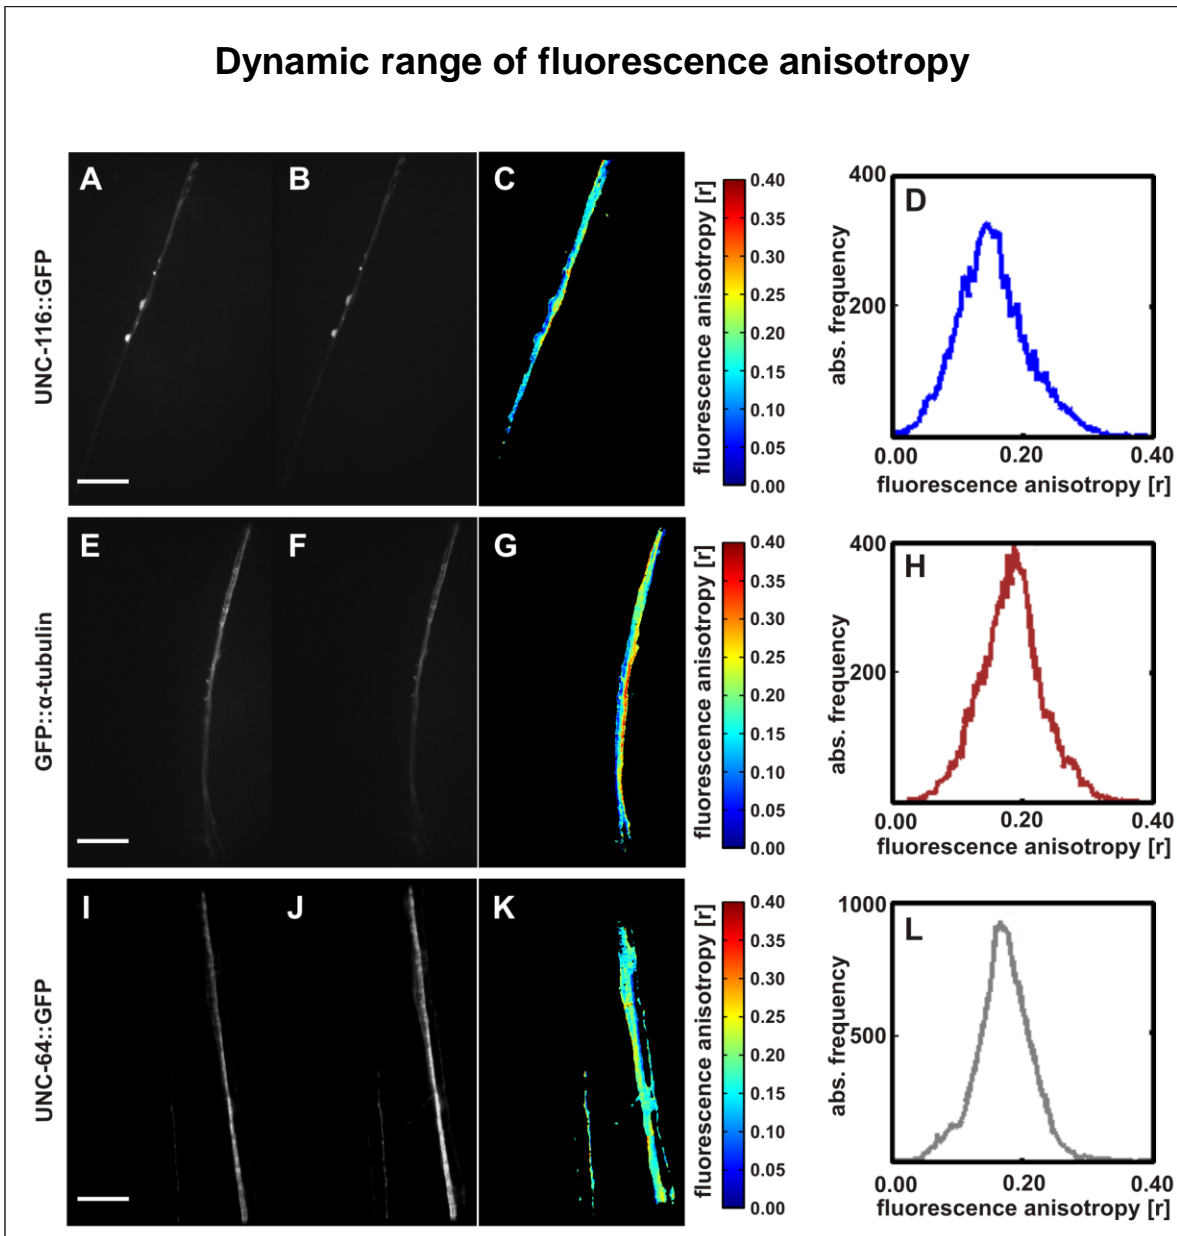 Dynamic range of fluorescence anisotropy
UNC-116::GFP
A
B
C
fluorescence anisotropy [r]
0.40
0.35
0.30
0.25
0.20
0.15
0.10
0.05
0.00
abs. frequency
400
200
D
0.00 0.20 0.40
fluorescence anisotropy [r]
GFP::α-tubulin
E
F
G
fluorescence anisotropy [r]
0.40
0.35
0.30
0.25
0.20
0.15
0.10
0.05
0.00
abs. frequency
400
200
H
0.00 0.20 0.40
fluorescence anisotropy [r]
UNC-64::GFP
I
J
K
fluorescence anisotropy [r]
0.40
0.35
0.30
0.25
0.20
0.15
0.10
0.05
0.00
abs. frequency
1000
500
L
0.00 0.20 0.40
fluorescence anisotropy [r]